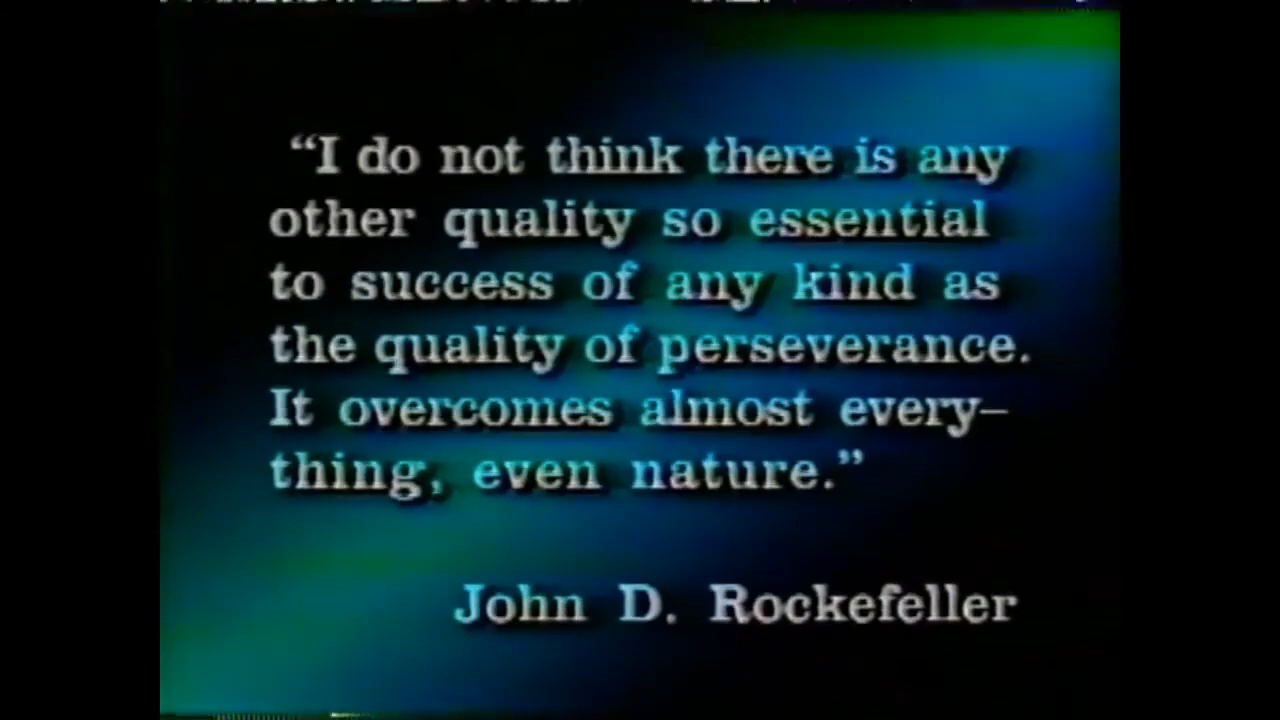 “I do not think there is any
other quality so essential
to success of any kind as
the quality of perseverance.
It overcomes almost every–
thing, even nature.”
John D. Rockefeller